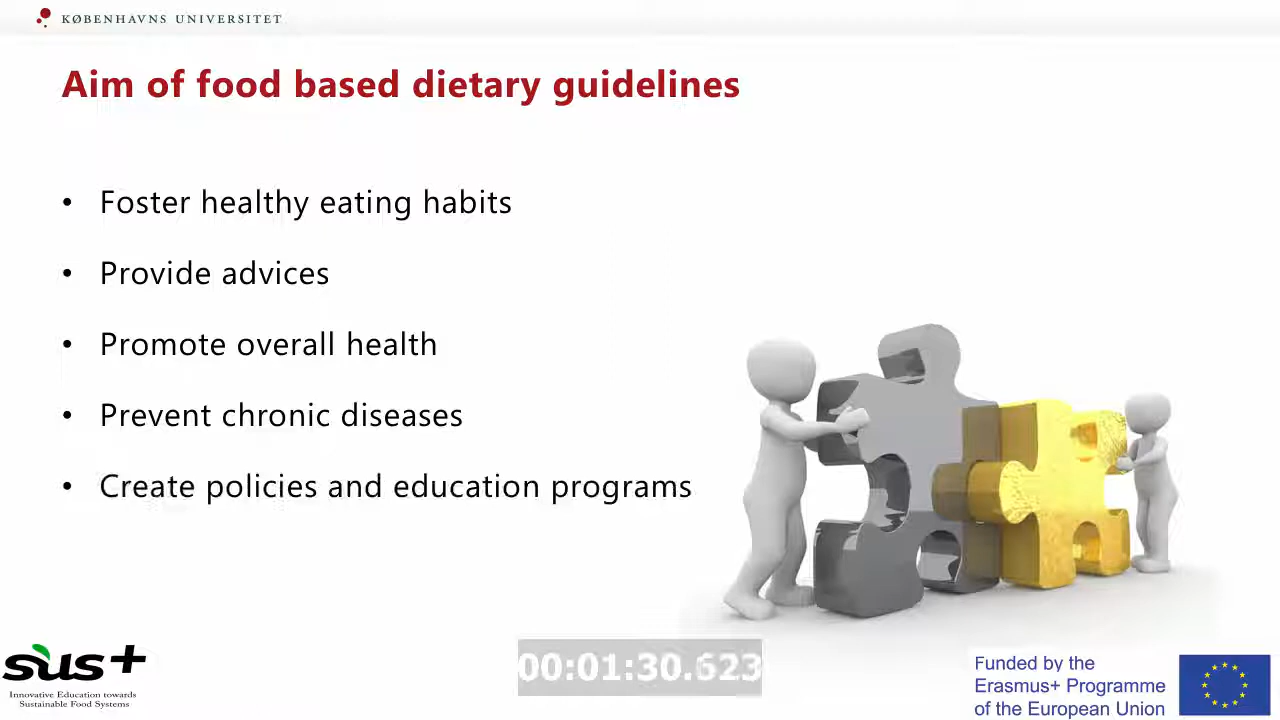 KØBENHAVNS UNIVERSITET
Aim of food based dietary guidelines
• Foster healthy eating habits
• Provide advices
• Promote overall health
• Prevent chronic diseases
• Create policies and education programs
sus+
Innovative Education towards
Sustainable Food Systems
00:01:30.623
Funded by the
Erasmus+ Programme
of the European Union